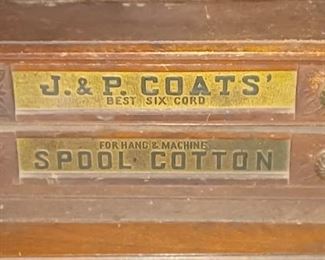 J. & P. COATS'
BEST SIX CORD
FOR HAND & MACHINE
SPOOL COTTON